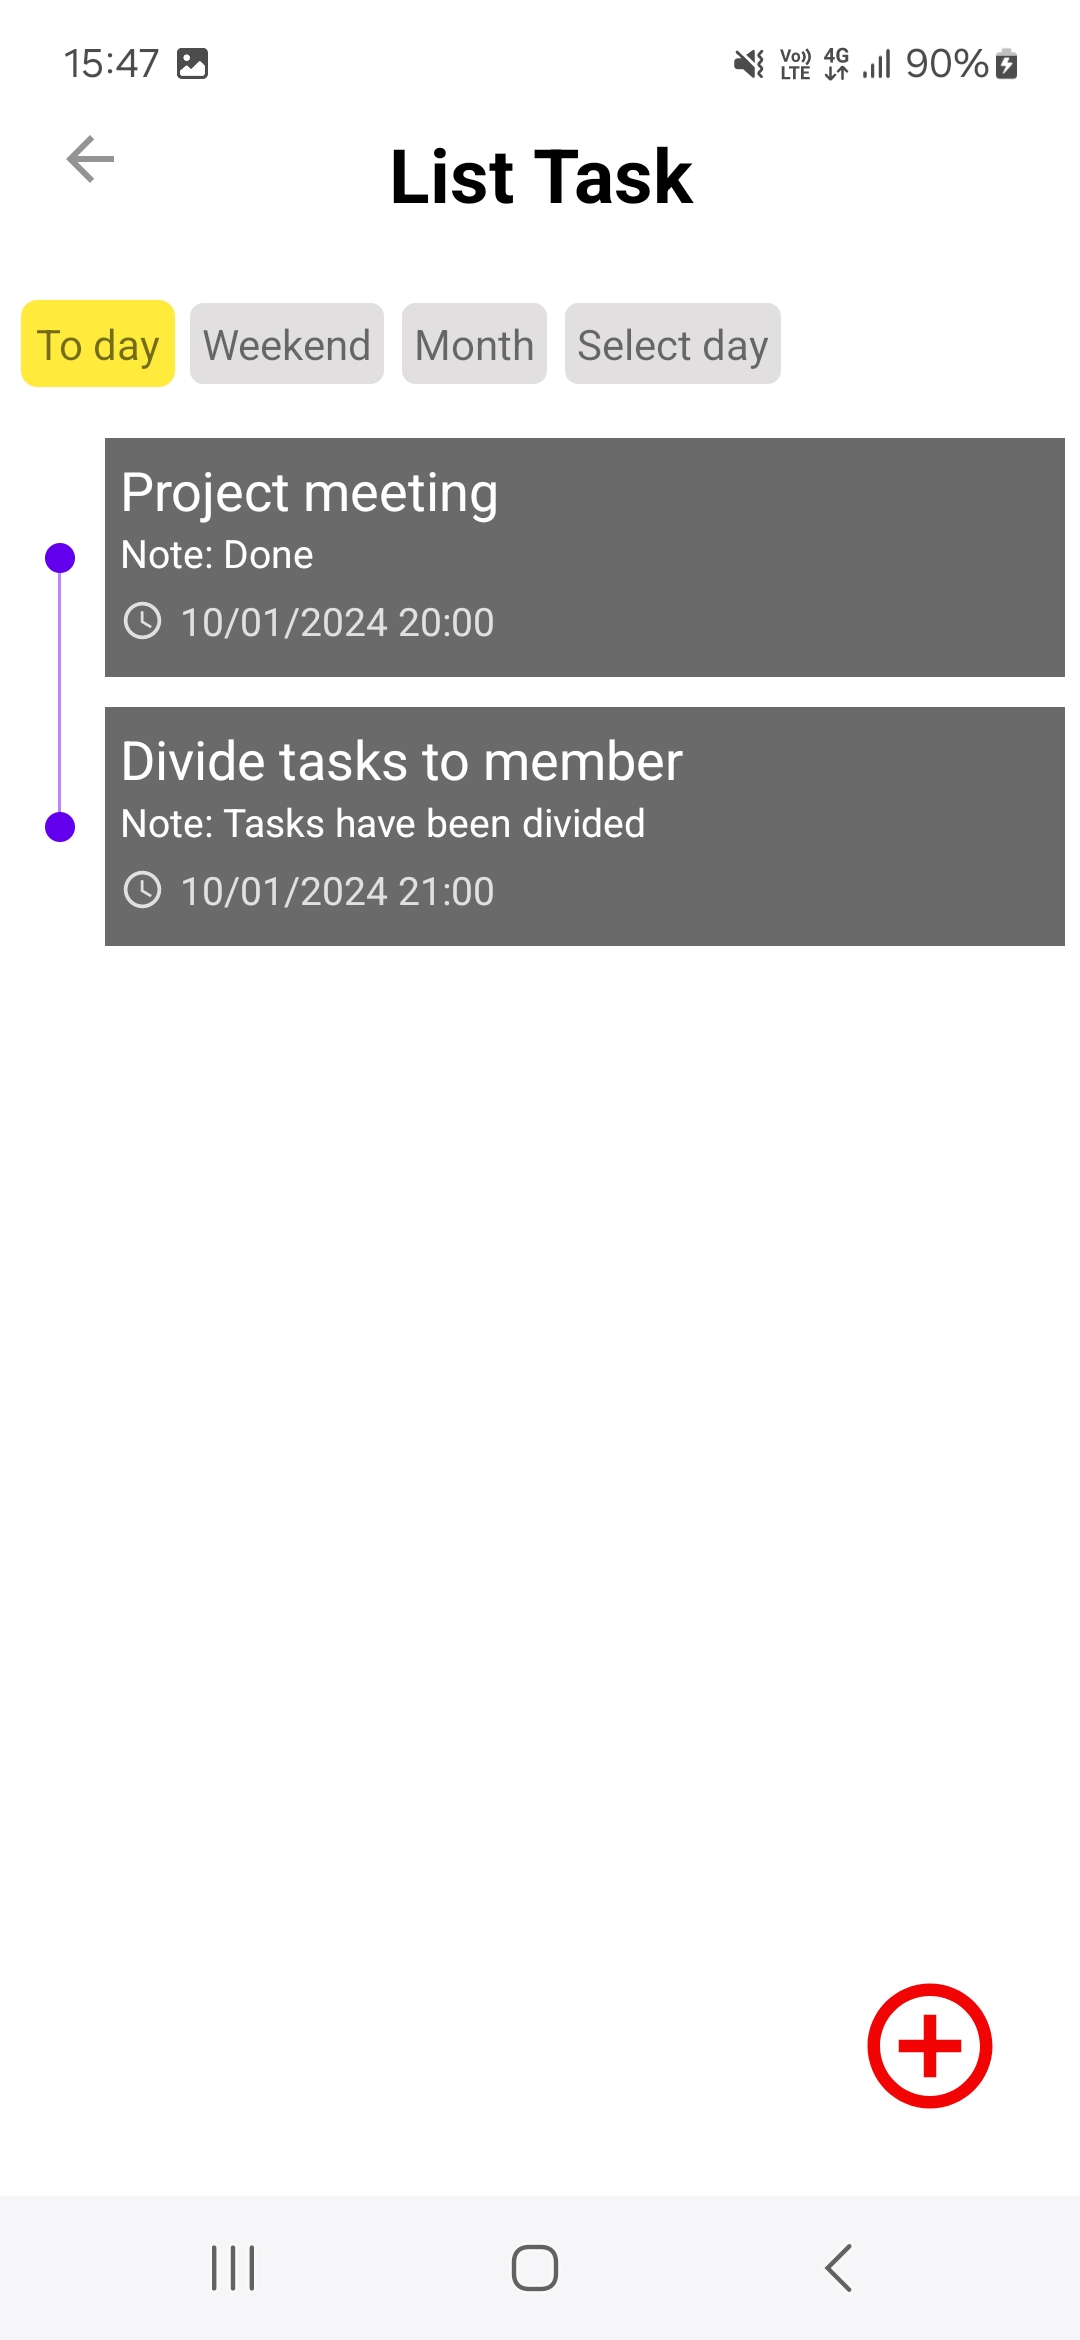 15:47 Vo)) LTE 4G 90%
List Task
To day Weekend Month Select day
Project meeting
Note: Done
10/01/2024 20:00
Divide tasks to member
Note: Tasks have been divided
10/01/2024 21:00